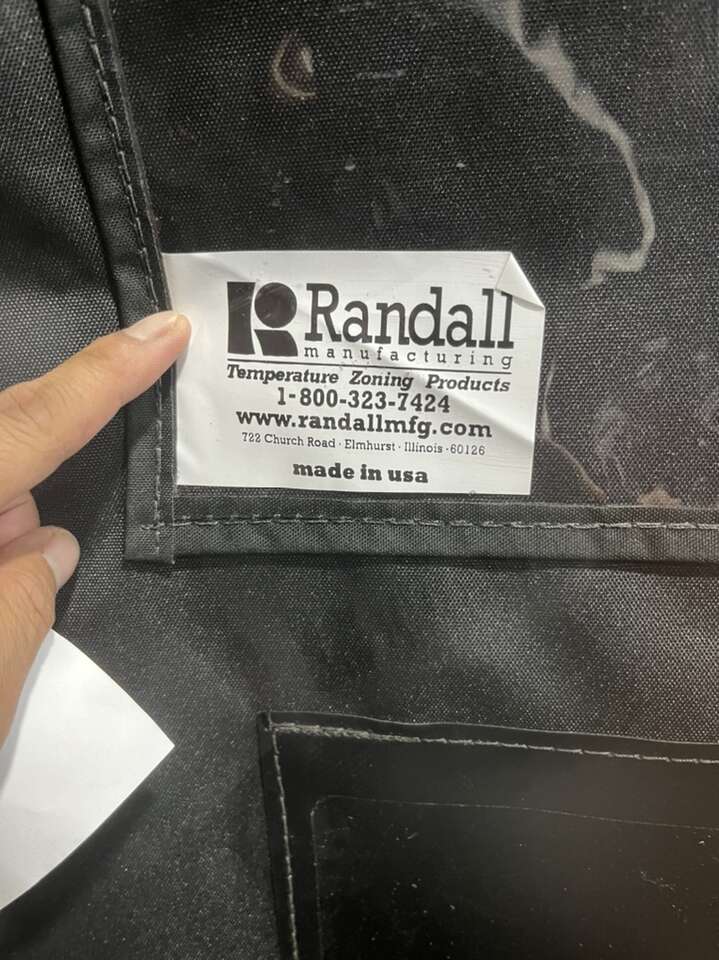 Randall
manufacturing
Temperature Zoning Products
1-800-323-7424
www.randallmfg.com
722 Church Road · Elmhurst · Illinois · 60126
made in usa